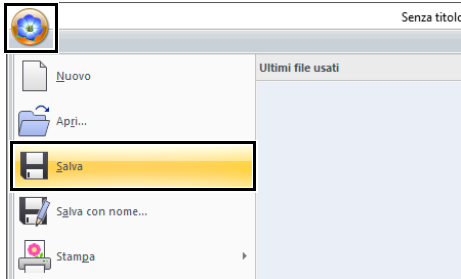 Senza titolo
Nuovo
Ultimi file usati
Apri...
Salva
Salva con nome...
Stampa